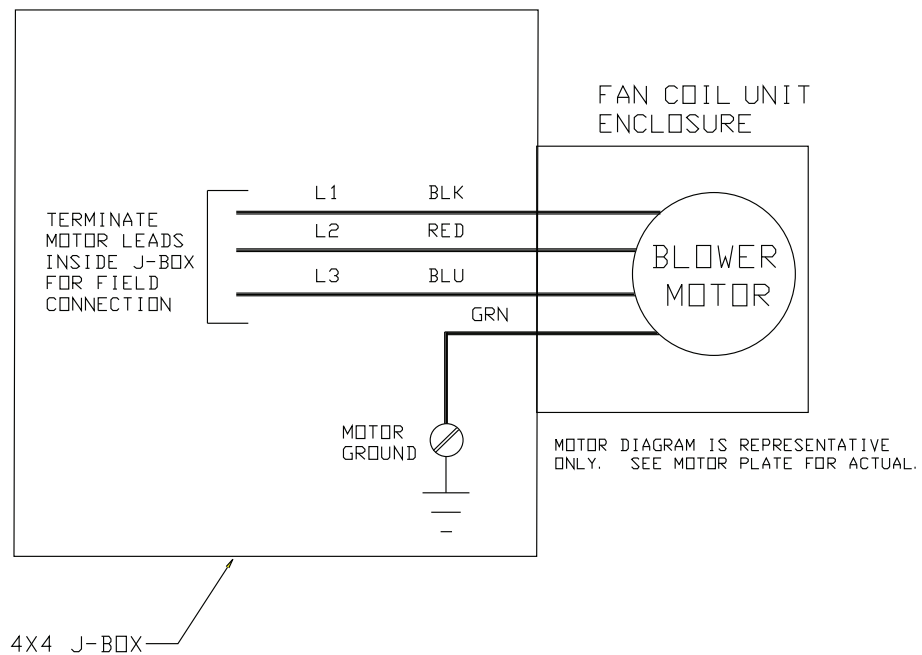 FAN COIL UNIT
ENCLOSURE
L1 BLK
L2 RED
L3 BLU
GRN
TERMINATE
MOTOR LEADS
INSIDE J-BOX
FOR FIELD
CONNECTION
BLOWER
MOTOR
MOTOR
GROUND
MOTOR DIAGRAM IS REPRESENTATIVE
ONLY. SEE MOTOR PLATE FOR ACTUAL.
4X4 J-BOX